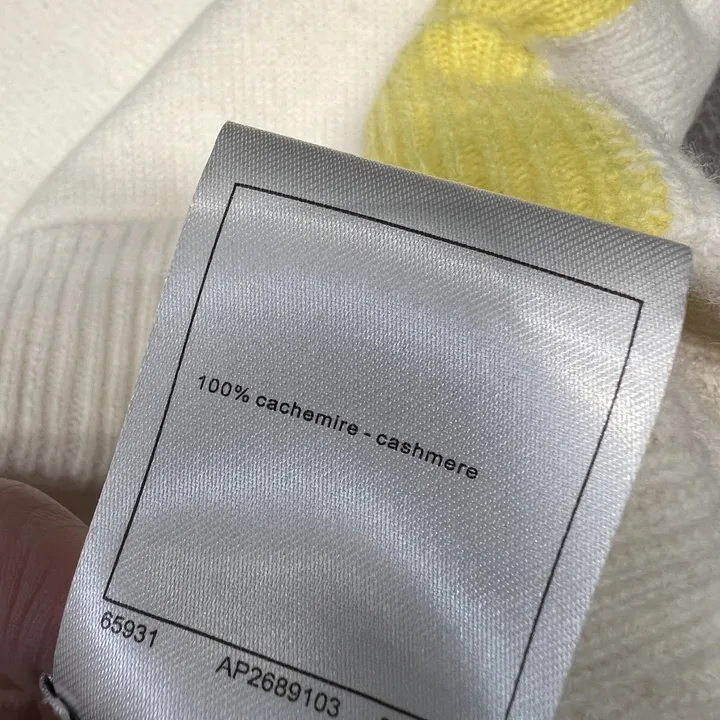 100% cachemire - cashmere
65931 AP2689103